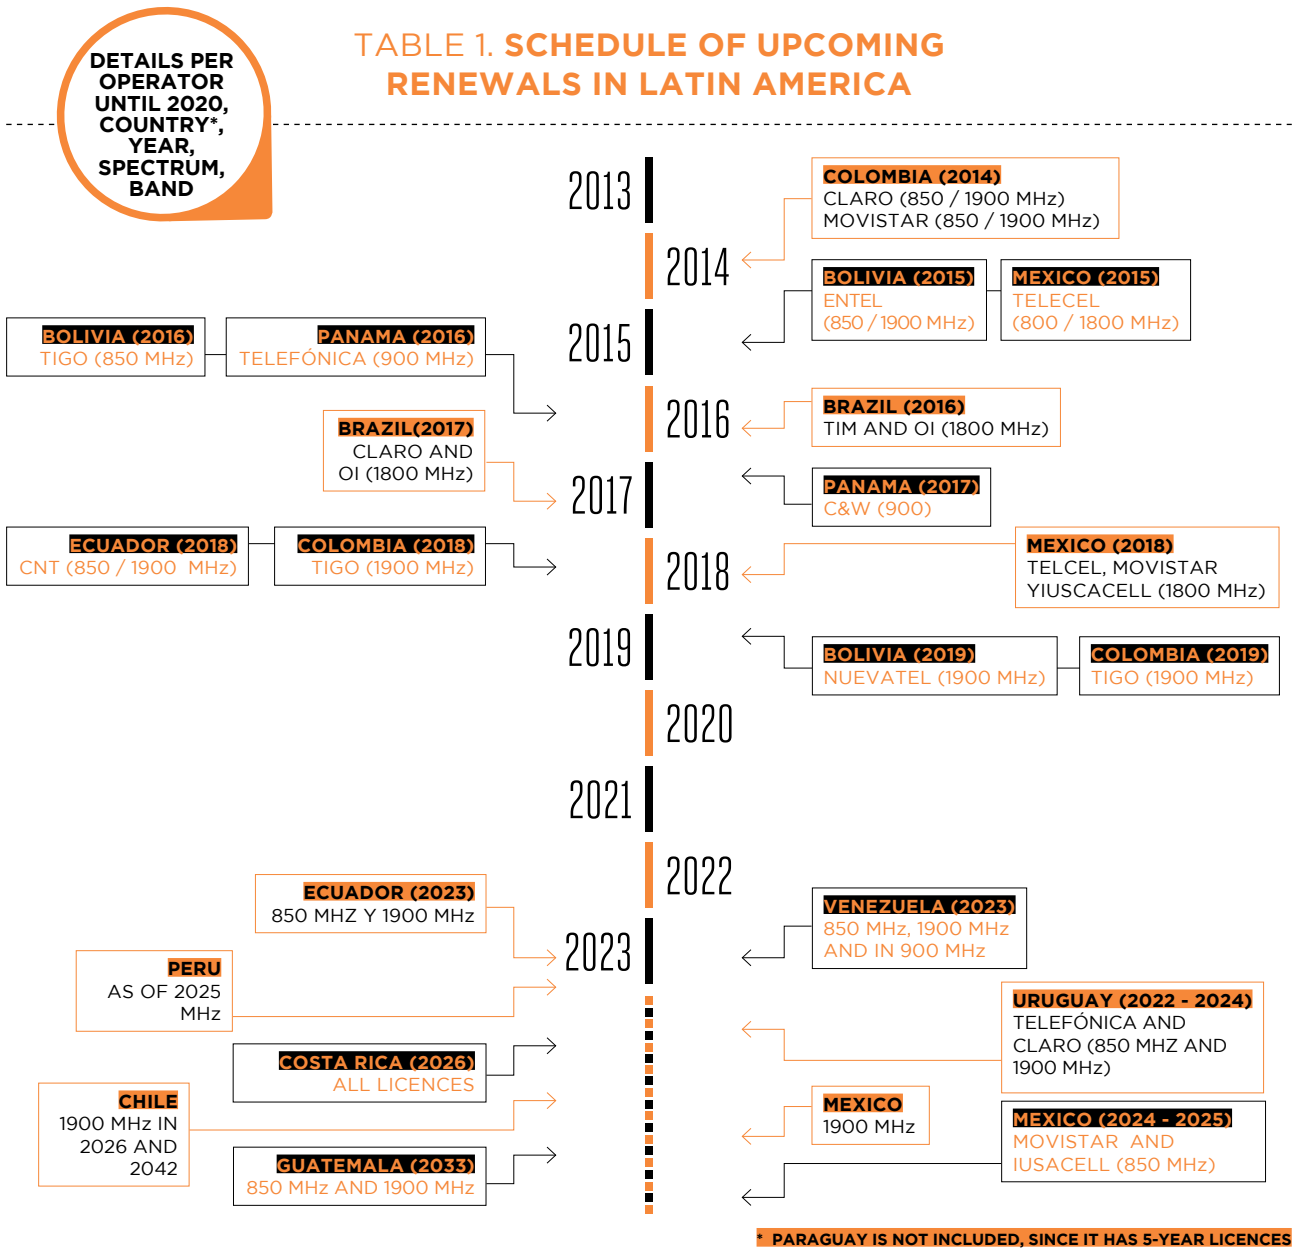 DETAILS PER
OPERATOR
UNTIL 2020,
COUNTRY*,
YEAR,
SPECTRUM,
BAND
TABLE 1. SCHEDULE OF UPCOMING
RENEWALS IN LATIN AMERICA
2013
COLOMBIA (2014)
CLARO (850 / 1900 MHz)
MOVISTAR (850 / 1900 MHz)
2014
BOLIVIA (2015)
ENTEL
(850 / 1900 MHz)
MEXICO (2015)
TELECEL
(800 / 1800 MHz)
2015
BOLIVIA (2016)
TIGO (850 MHz)
PANAMA (2016)
TELEFÓNICA (900 MHz)
2016
BRAZIL (2016)
TIM AND OI (1800 MHz)
BRAZIL(2017)
CLARO AND
OI (1800 MHz)
2017
PANAMA (2017)
C&W (900)
ECUADOR (2018)
CNT (850 / 1900 MHz)
COLOMBIA (2018)
TIGO (1900 MHz)
2018
MEXICO (2018)
TELCEL, MOVISTAR
YIUSCACELL (1800 MHz)
2019
BOLIVIA (2019)
NUEVATEL (1900 MHz)
COLOMBIA (2019)
TIGO (1900 MHz)
2020
2021
2022
ECUADOR (2023)
850 MHZ Y 1900 MHz
VENEZUELA (2023)
850 MHz, 1900 MHz
AND IN 900 MHz
2023
PERU
AS OF 2025
MHz
URUGUAY (2022 - 2024)
TELEFÓNICA AND
CLARO (850 MHZ AND
1900 MHz)
COSTA RICA (2026)
ALL LICENCES
CHILE
1900 MHz IN
2026 AND
2042
MEXICO
1900 MHz
MEXICO (2024 - 2025)
MOVISTAR AND
IUSACELL (850 MHz)
GUATEMALA (2033)
850 MHz AND 1900 MHz
* PARAGUAY IS NOT INCLUDED, SINCE IT HAS 5-YEAR LICENCES